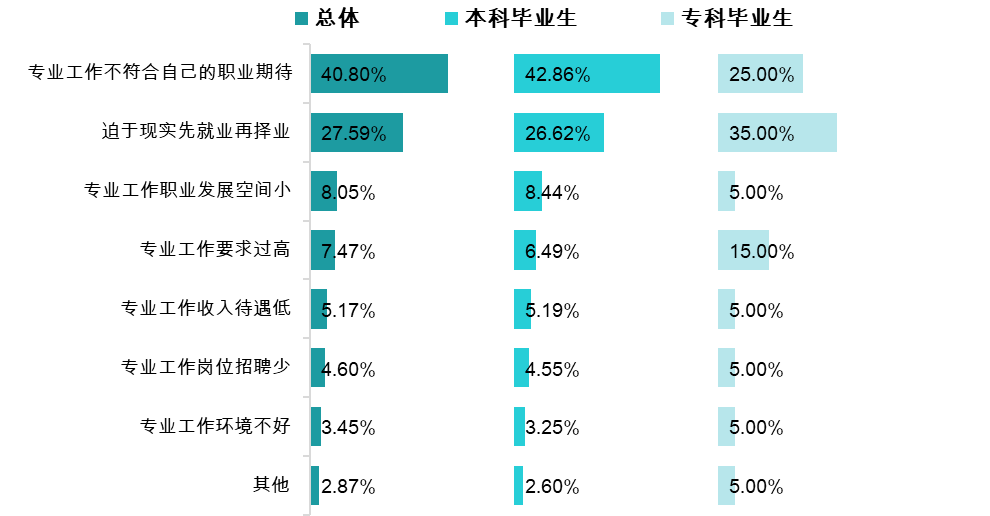 总体 本科毕业生 专科毕业生
专业工作不符合自己的职业期待 40.80% 42.86% 25.00%
迫于现实先就业再择业 27.59% 26.62% 35.00%
专业工作职业发展空间小 8.05% 8.44% 5.00%
专业工作要求过高 7.47% 6.49% 15.00%
专业工作收入待遇低 5.17% 5.19% 5.00%
专业工作岗位招聘少 4.60% 4.55% 5.00%
专业工作环境不好 3.45% 3.25% 5.00%
其他 2.87% 2.60% 5.00%